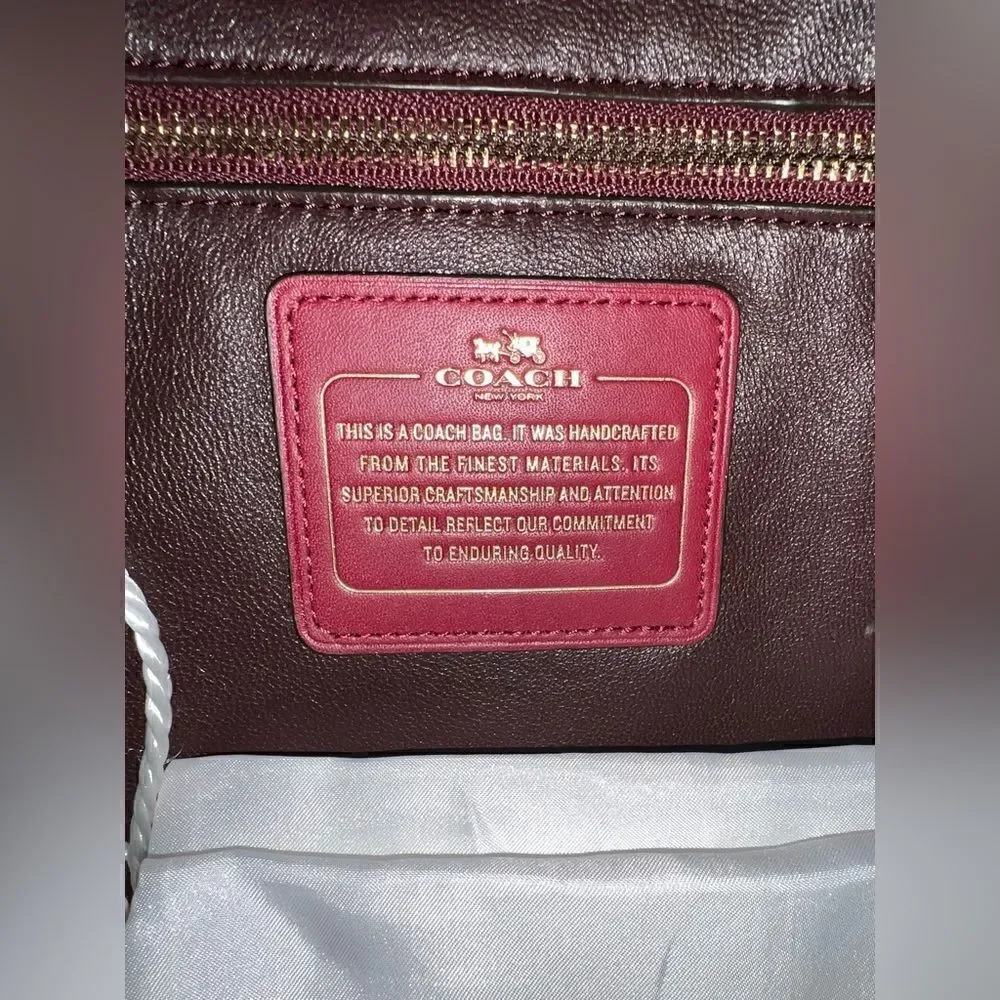 COACH
NEW YORK
THIS IS A COACH BAG. IT WAS HANDCRAFTED
FROM THE FINEST MATERIALS. ITS
SUPERIOR CRAFTSMANSHIP AND ATTENTION
TO DETAIL REFLECT OUR COMMITMENT
TO ENDURING QUALITY.